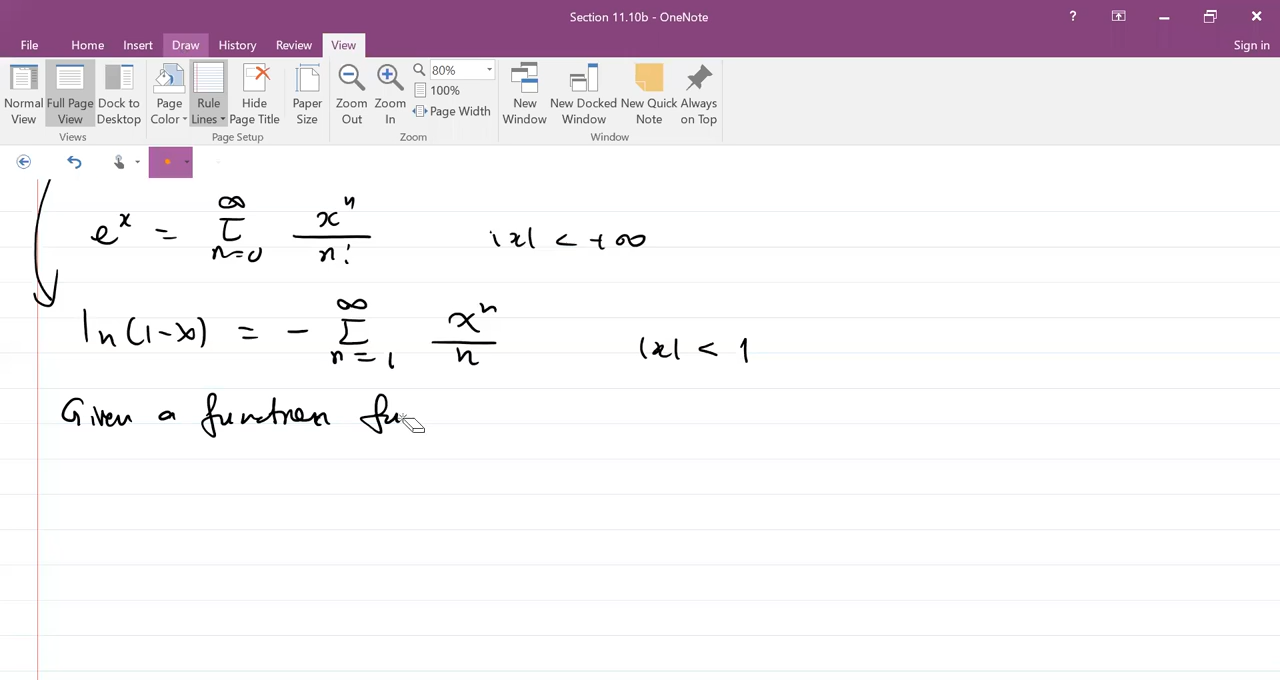 Section 11.10b - OneNote
?
File Home Insert Draw History Review View Sign in
Normal View Full Page View Dock to Desktop Page Color Rule Lines Hide Page Title Paper Size Zoom Out Zoom In 80% 100% Page Width New Window New Docked Window New Quick Note Always on Top
Views Page Setup Zoom Window
e^x = ∑_{n=0}^{∞} x^n / n! |x| < +∞
ln(1-x) = - ∑_{n=1}^{∞} x^n / n |x| < 1
Given a function